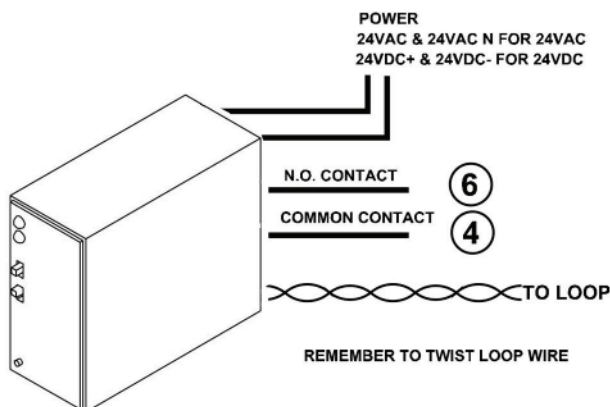 POWER
24VAC & 24VAC N FOR 24VAC
24VDC+ & 24VDC- FOR 24VDC
N.O. CONTACT
6
COMMON CONTACT
4
TO LOOP
REMEMBER TO TWIST LOOP WIRE